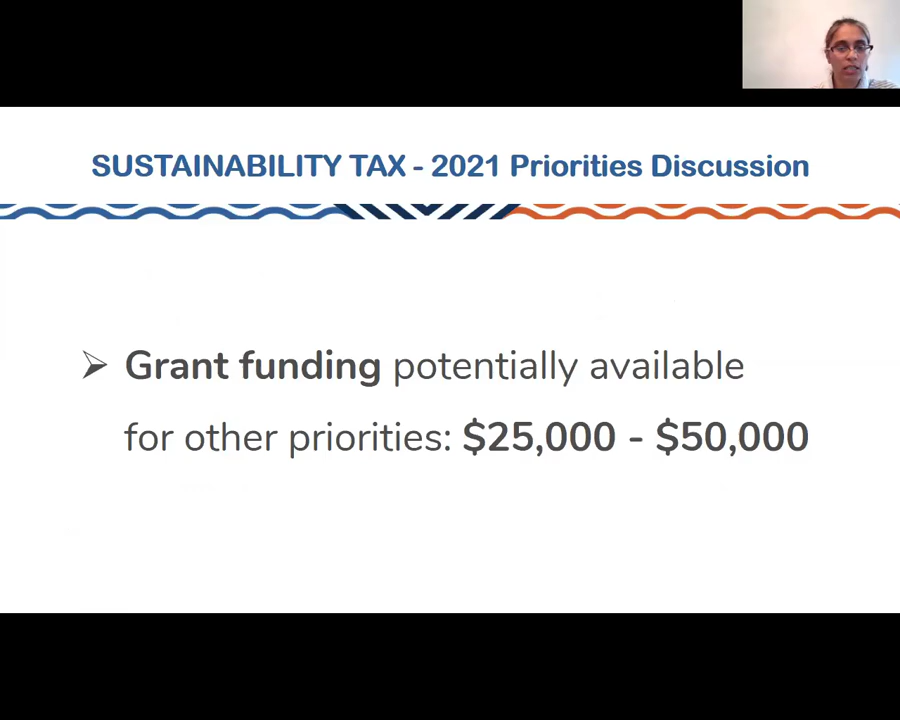 SUSTAINABILITY TAX - 2021 Priorities Discussion
➢ Grant funding potentially available
for other priorities: $25,000 - $50,000